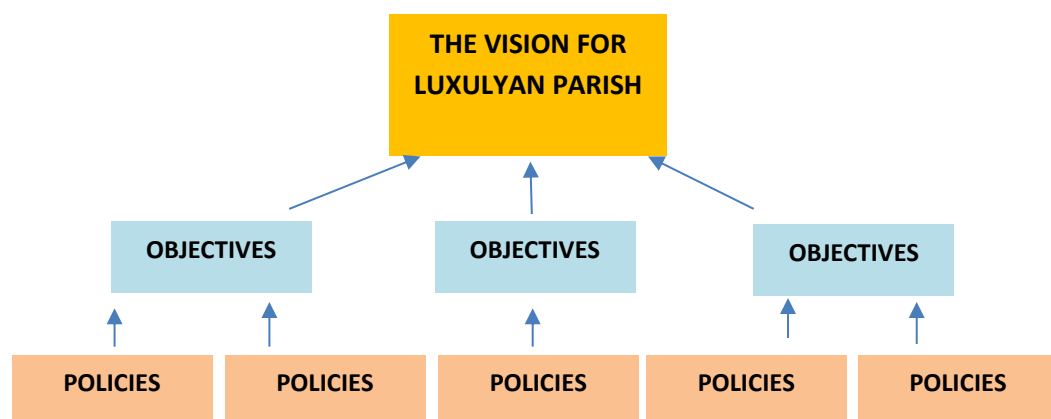 THE VISION FOR
LUXULYAN PARISH
OBJECTIVES
OBJECTIVES
OBJECTIVES
POLICIES
POLICIES
POLICIES
POLICIES
POLICIES